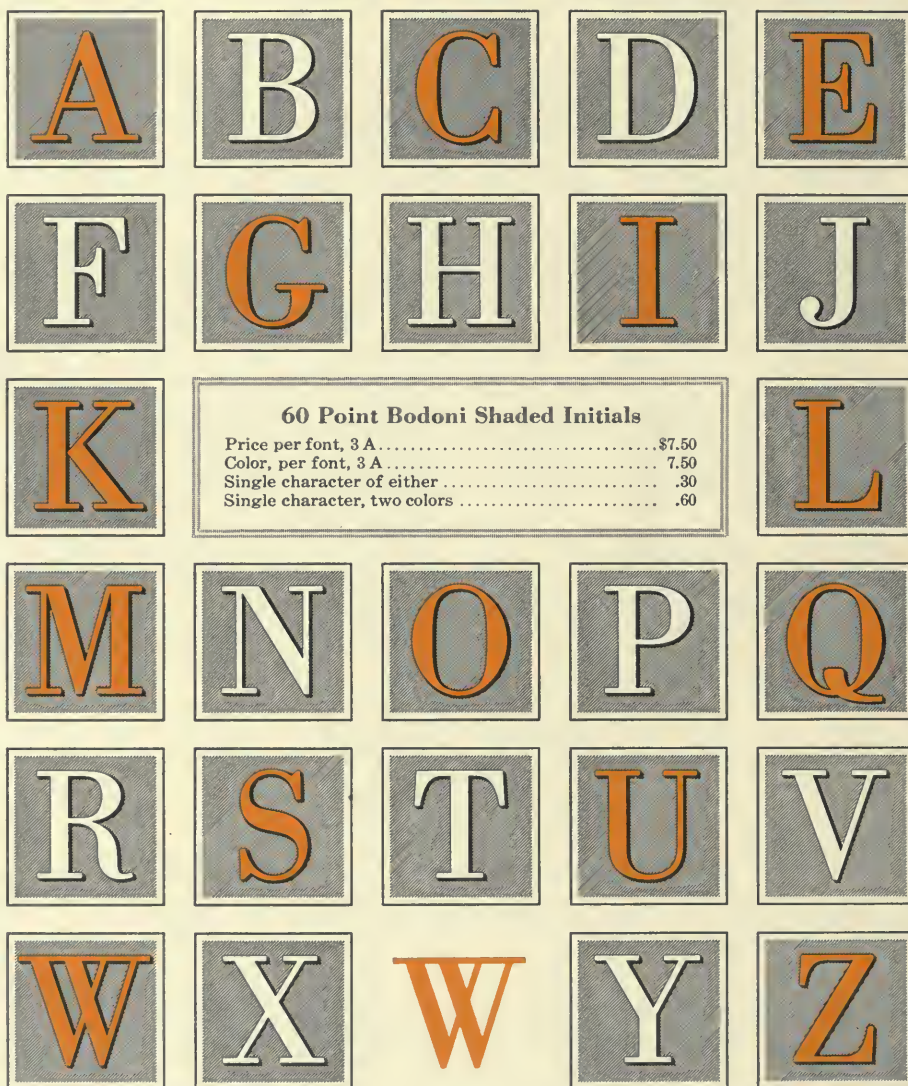 A B C D E
F G H I J
K L
60 Point Bodoni Shaded Initials
Price per font, 3 A.................................$7.50
Color, per font, 3 A................................ 7.50
Single character of either ......................... .30
Single character, two colors ....................... .60
M N O P Q
R S T U V
W X W Y Z